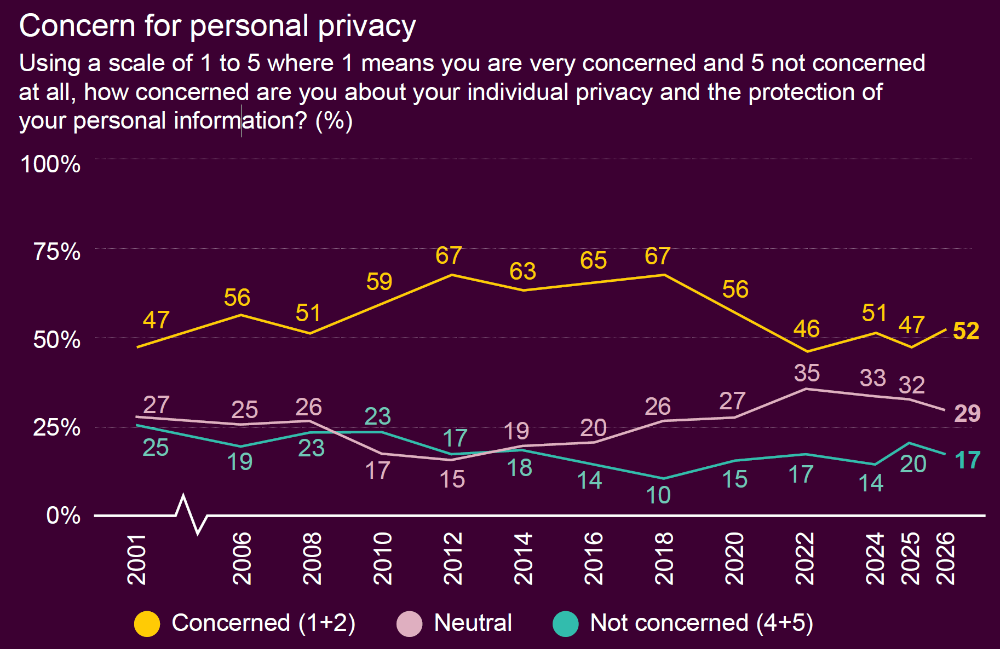 Concern for personal privacy
Using a scale of 1 to 5 where 1 means you are very concerned and 5 not concerned
at all, how concerned are you about your individual privacy and the protection of
your personal information? (%)
100%
75%
50%
25%
0%
47 56 51 59 67 63 65 67 56 46 51 47 52
27 25 26 17 15 19 20 26 27 35 33 32 29
25 19 23 23 17 18 14 10 15 17 14 20 17
2001 2006 2008 2010 2012 2014 2016 2018 2020 2022 2024 2025 2026
Concerned (1+2) Neutral Not concerned (4+5)